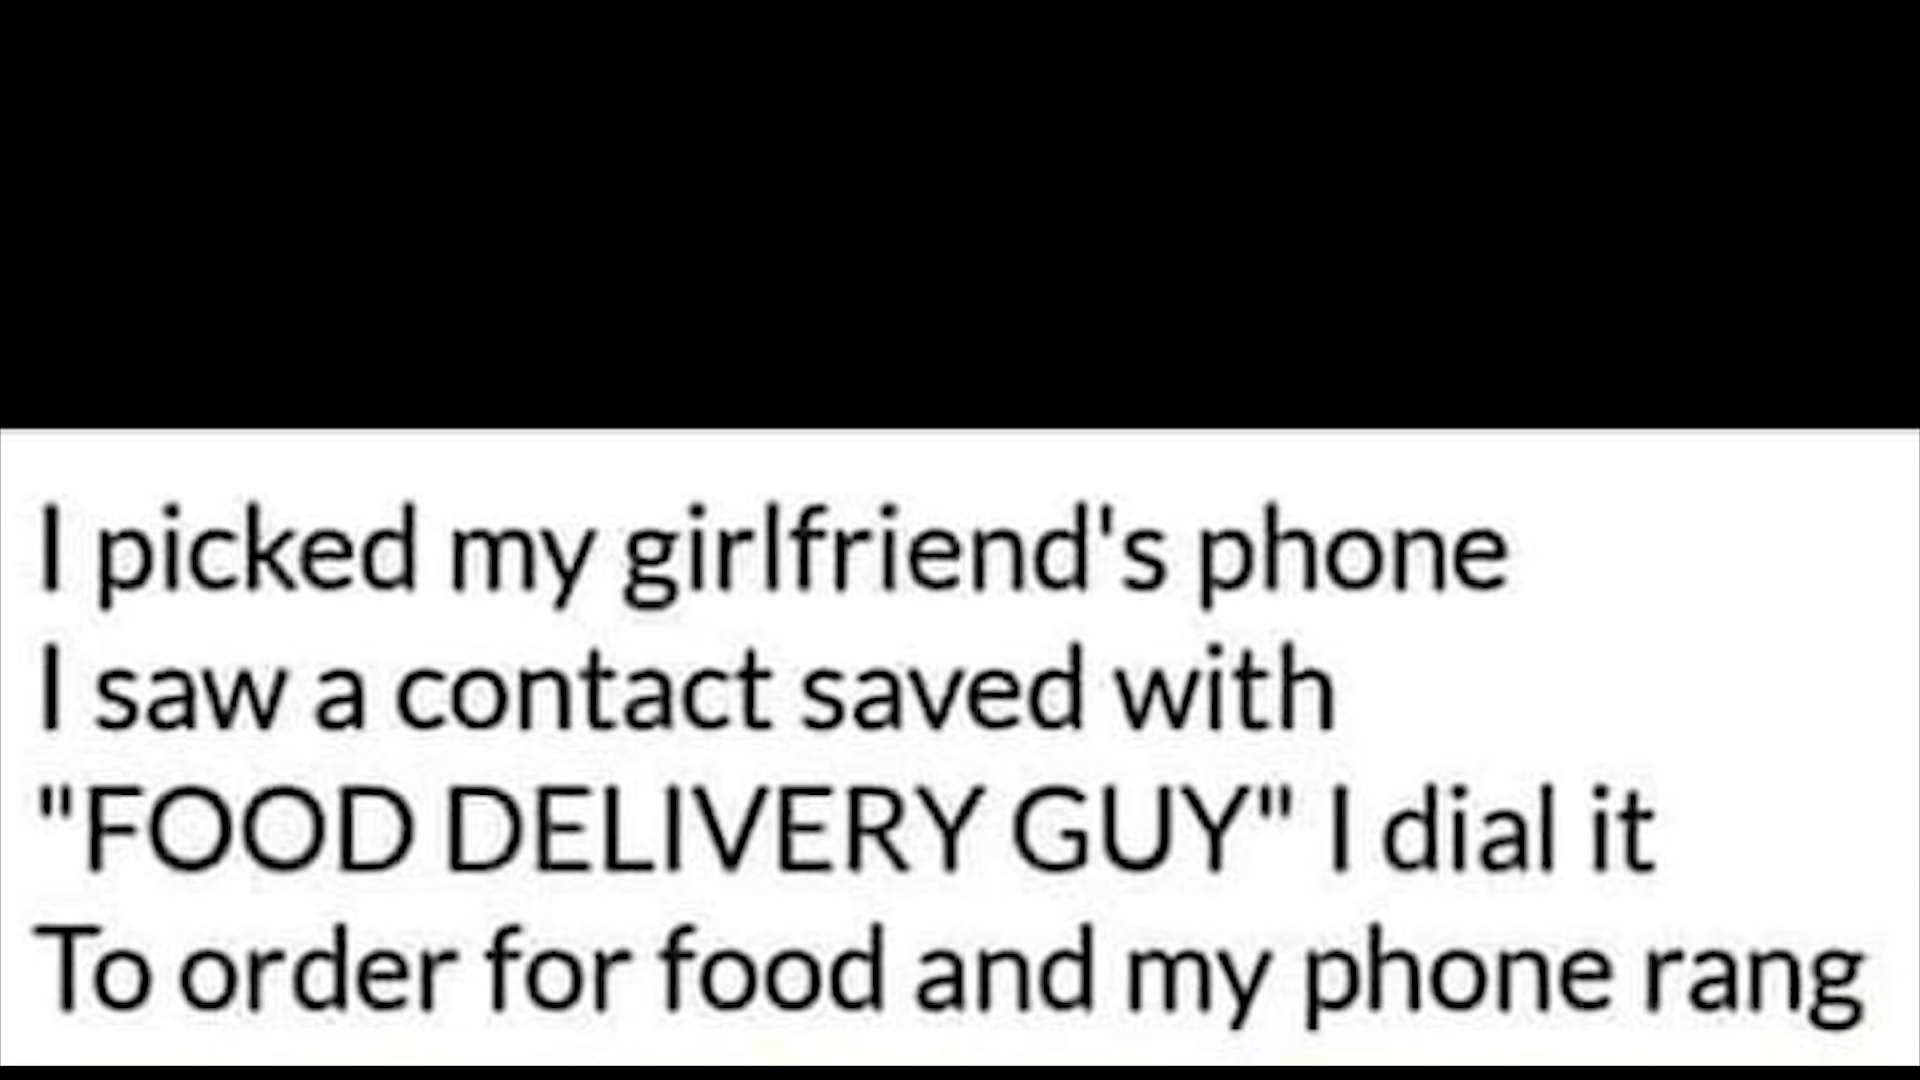 I picked my girlfriend's phone
I saw a contact saved with
"FOOD DELIVERY GUY" I dial it
To order for food and my phone rang